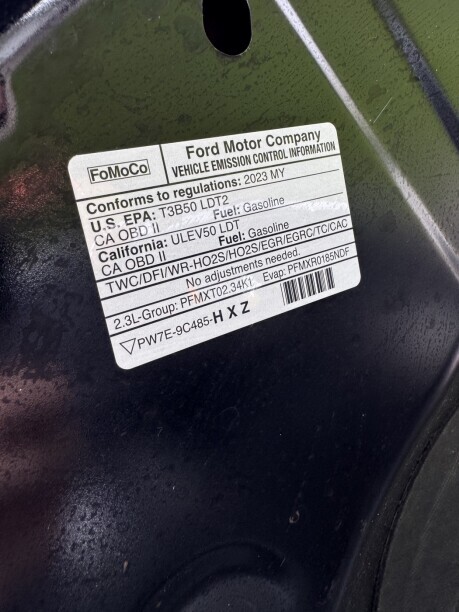 FoMoCo
Ford Motor Company
VEHICLE EMISSION CONTROL INFORMATION
Conforms to regulations: 2023 MY
U.S. EPA: T3B50 LDT2
CA OBD II Fuel: Gasoline
California: ULEV50 LDT
CA OBD II Fuel: Gasoline
TWC/DFI/WR-HO2S/HO2S/EGR/EGRC/TC/CAC
No adjustments needed.
2.3L-Group: PFMXT02.34K1 Evap: PFMXR0185NDF
PW7E-9C485-HXZ